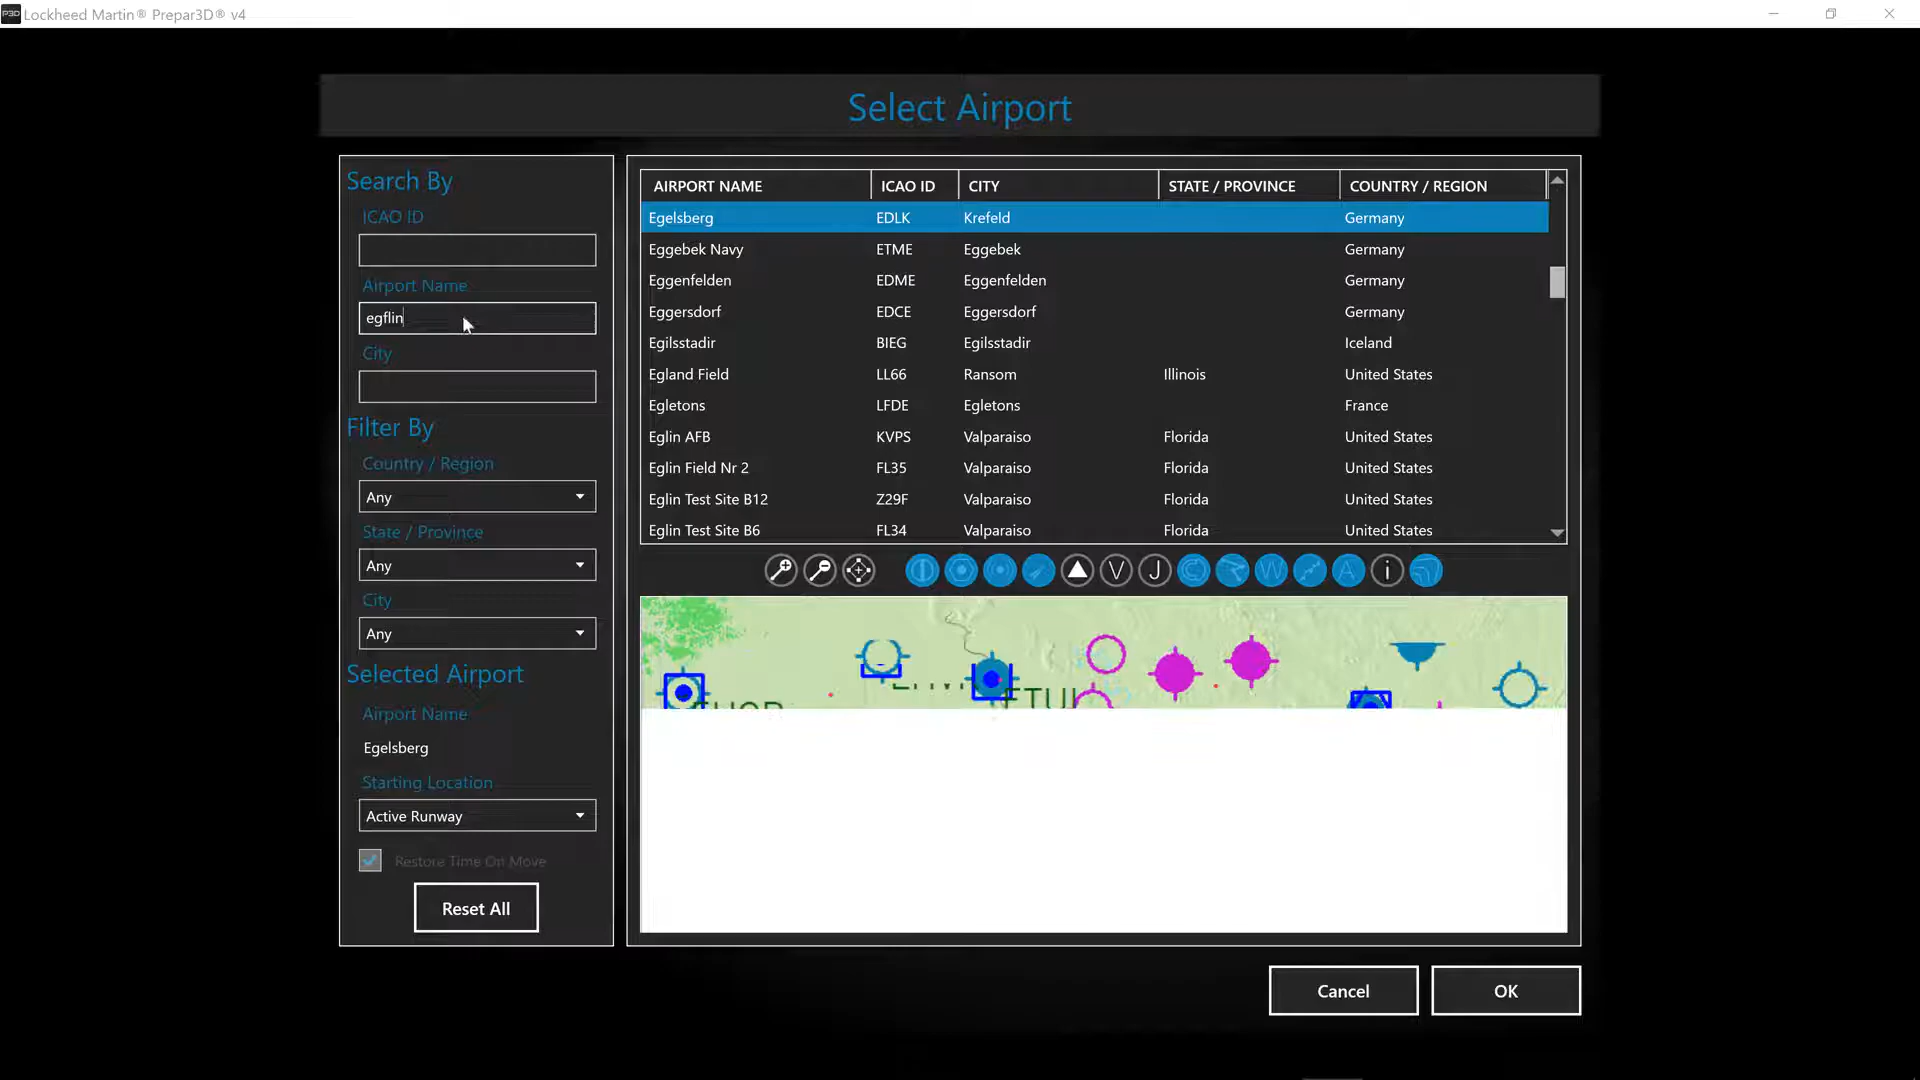 P3D Lockheed Martin® Prepar3D® v4
Select Airport
Search By
ICAO ID
Airport Name
egflin
City
Filter By
Country / Region
Any
State / Province
Any
City
Any
Selected Airport
Airport Name
Egelsberg
Starting Location
Active Runway
Restore Time On Move
Reset All
AIRPORT NAME ICAO ID CITY STATE / PROVINCE COUNTRY / REGION
Egelsberg EDLK Krefeld Germany
Eggebek Navy ETME Eggebek Germany
Eggenfelden EDME Eggenfelden Germany
Eggersdorf EDCE Eggersdorf Germany
Egilsstadir BIEG Egilsstadir Iceland
Egland Field LL66 Ransom Illinois United States
Egletons LFDE Egletons France
Eglin AFB KVPS Valparaiso Florida United States
Eglin Field Nr 2 FL35 Valparaiso Florida United States
Eglin Test Site B12 Z29F Valparaiso Florida United States
Eglin Test Site B6 FL34 Valparaiso Florida United States
V J W A i
Cancel OK